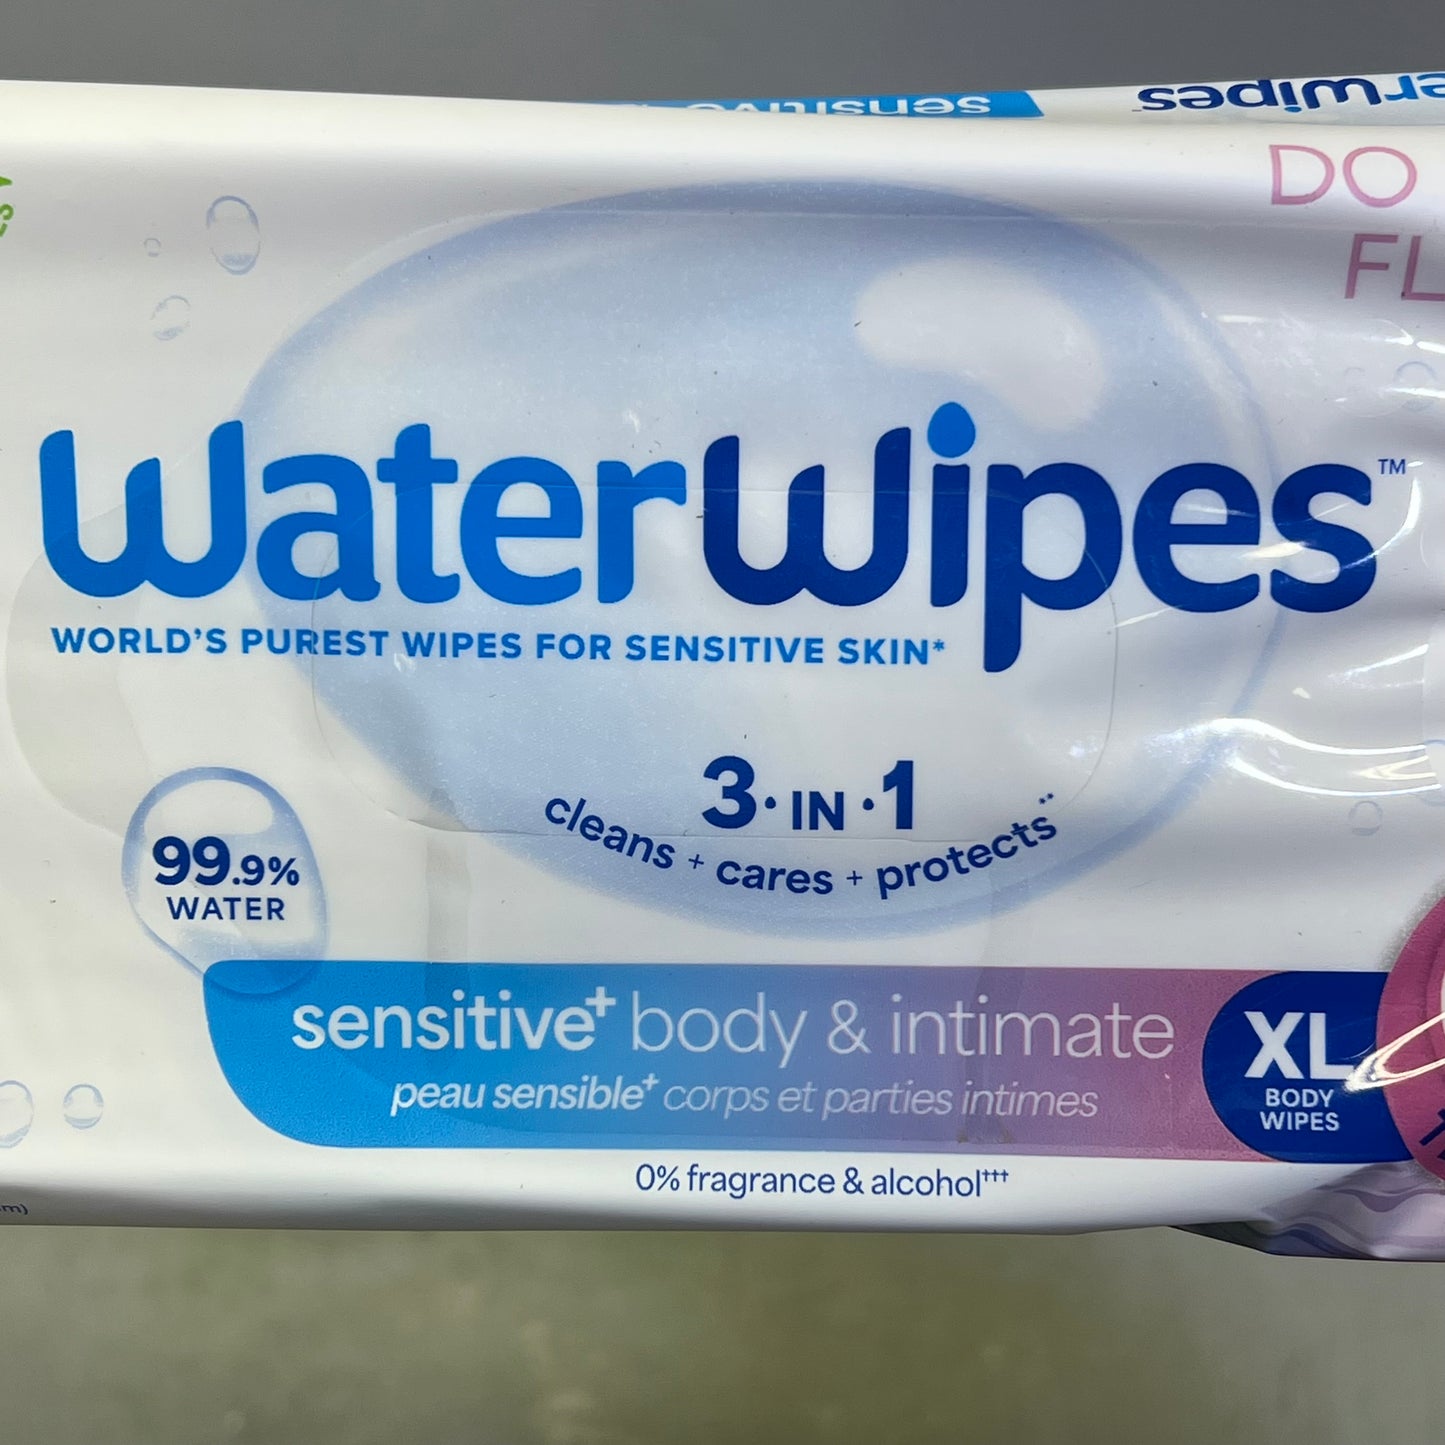 sensitive
erwipes
DO
FL
waterwipes™
WORLD'S PUREST WIPES FOR SENSITIVE SKIN*
3·IN·1
cleans + cares + protects**
99.9%
WATER
sensitive+ body & intimate
peau sensible+ corps et parties intimes
XL
BODY
WIPES
0% fragrance & alcohol†††
m)